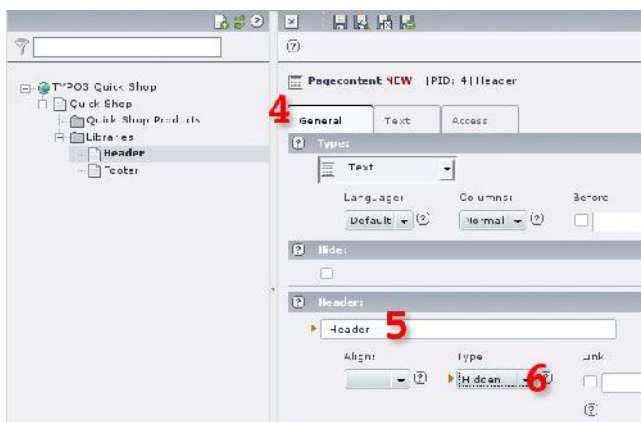 TYPO3 Quick Shop
Quick Shop
Quick Shop Products
Libraries
Header
Footer
Pagecontent NEW [PID: 4] Header
4
General Text Access
Type:
Text
Language: Columns: Before
Default Normal
Hide:
Header:
Header 5
Align: Type Link
Hidden 6